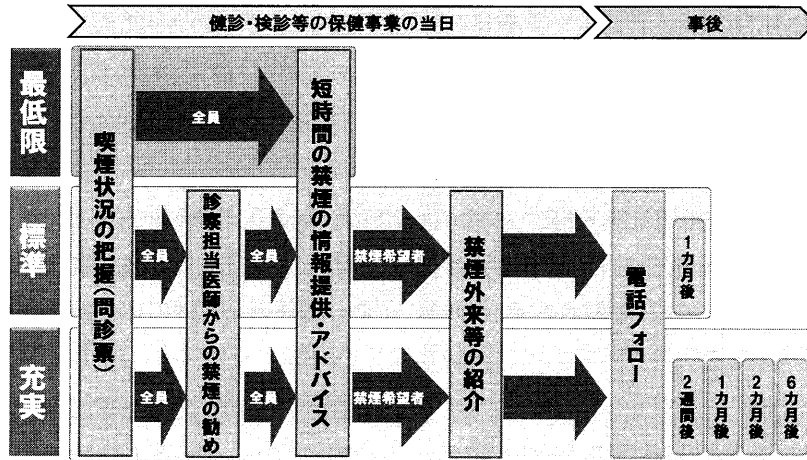 健診・検診等の保健事業の当日
事後
最低限
標準
充実
喫煙状況の把握(問診票)
全員
短時間の禁煙の情報提供・アドバイス
全員
診察担当医師からの禁煙の勧め
全員
禁煙希望者
禁煙外来等の紹介
電話フォロー
1カ月後
全員
全員
禁煙希望者
2週間後
1カ月後
2カ月後
6カ月後